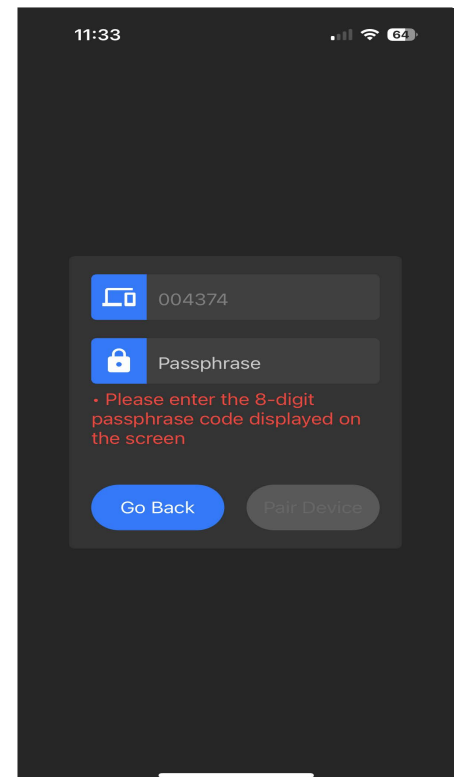 11:33
64
004374
Passphrase
• Please enter the 8-digit
passphrase code displayed on
the screen
Go Back
Pair Device